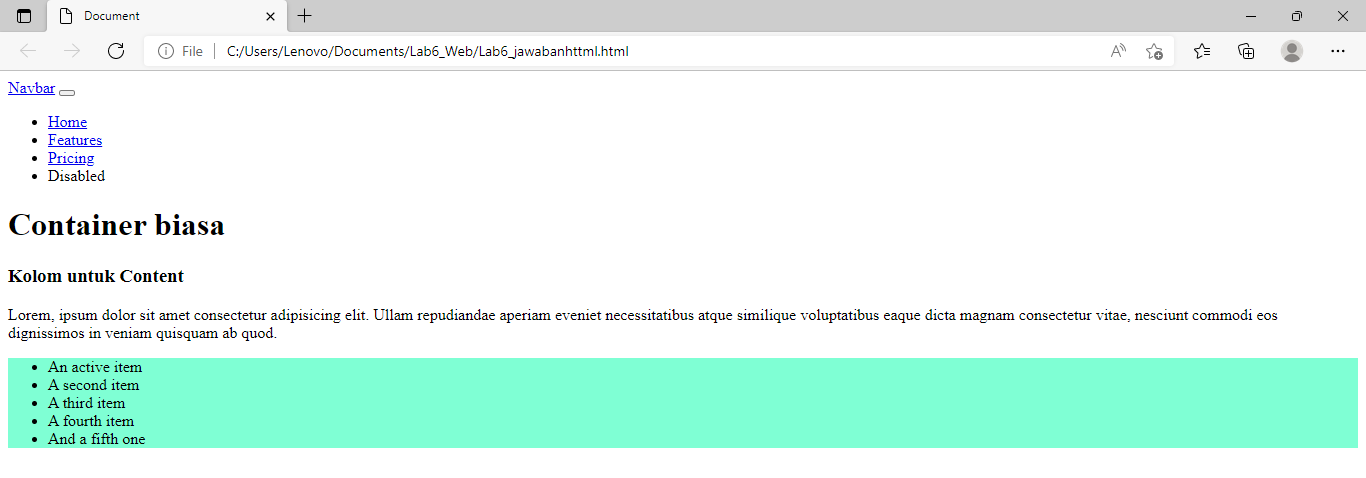 Document
File
C:/Users/Lenovo/Documents/Lab6_Web/Lab6_jawabanhttml.html
Navbar
Home
Features
Pricing
Disabled
Container biasa
Kolom untuk Content
Lorem, ipsum dolor sit amet consectetur adipisicing elit. Ullam repudiandae aperiam eveniet necessitatibus atque similique voluptatibus eaque dicta magnam consectetur vitae, nesciunt commodi eos
dignissimos in veniam quisquam ab quod.
An active item
A second item
A third item
A fourth item
And a fifth one